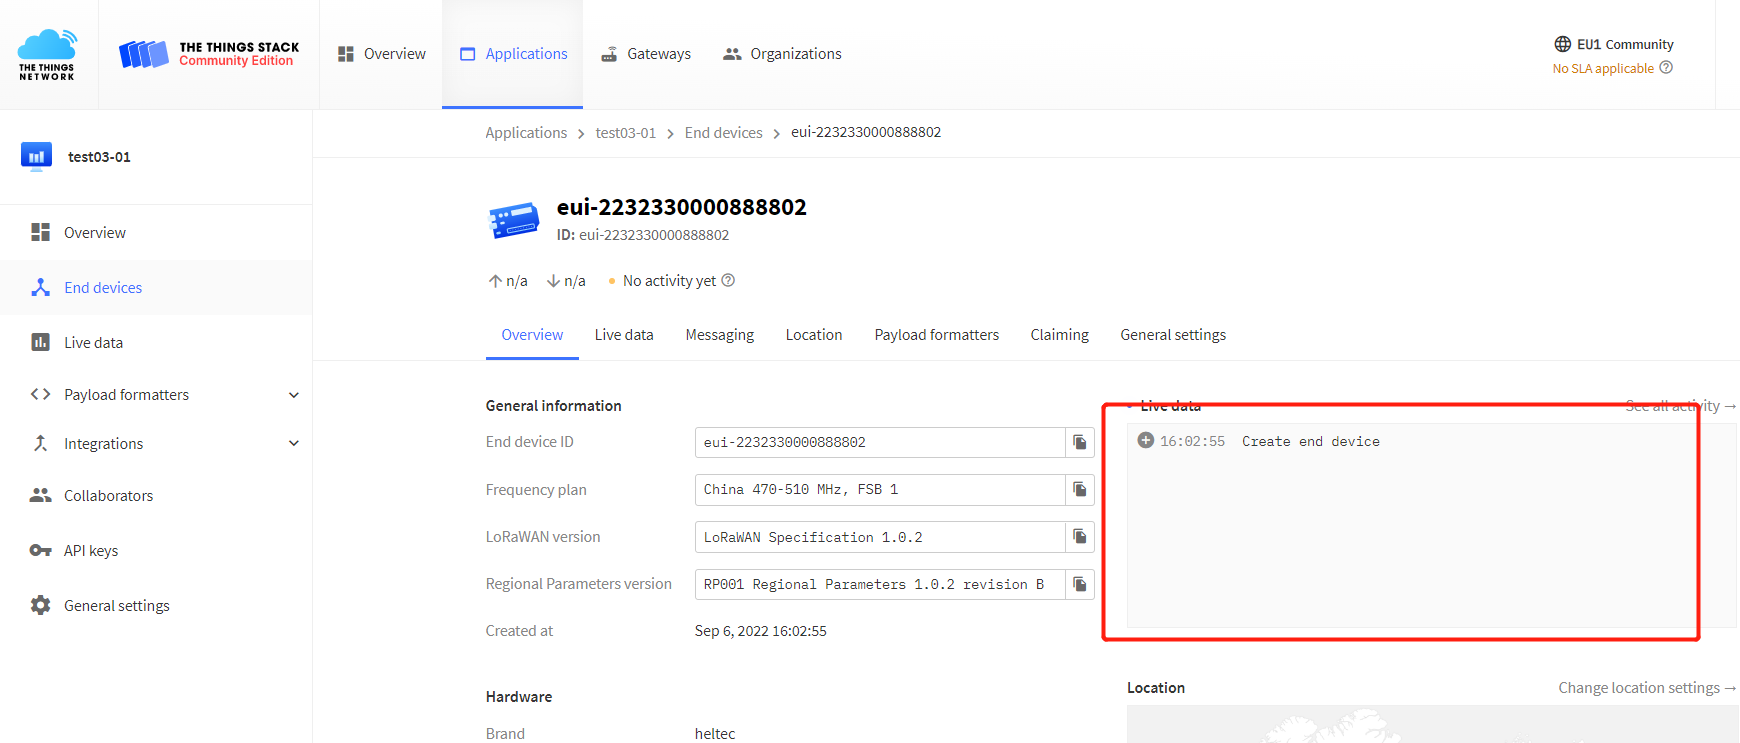 THE THINGS
NETWORK
THE THINGS STACK
Community Edition
Overview
Applications
Gateways
Organizations
EU1 Community
No SLA applicable
test03-01
Overview
End devices
Live data
Payload formatters
Integrations
Collaborators
API keys
General settings
Applications > test03-01 > End devices > eui-2232330000888802
eui-2232330000888802
ID: eui-2232330000888802
n/a n/a No activity yet
Overview Live data Messaging Location Payload formatters Claiming General settings
General information
End device ID eui-2232330000888802
Frequency plan China 470-510 MHz, FSB 1
LoRaWAN version LoRaWAN Specification 1.0.2
Regional Parameters version RP001 Regional Parameters 1.0.2 revision B
Created at Sep 6, 2022 16:02:55
Hardware
Brand heltec
Live data See all activity →
16:02:55 Create end device
Location Change location settings →